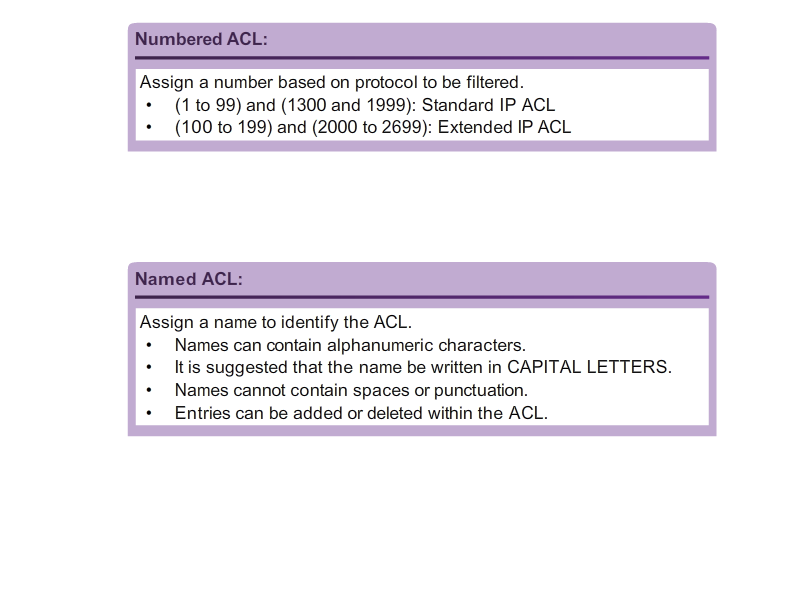 Numbered ACL:
Assign a number based on protocol to be filtered.
• (1 to 99) and (1300 and 1999): Standard IP ACL
• (100 to 199) and (2000 to 2699): Extended IP ACL
Named ACL:
Assign a name to identify the ACL.
• Names can contain alphanumeric characters.
• It is suggested that the name be written in CAPITAL LETTERS.
• Names cannot contain spaces or punctuation.
• Entries can be added or deleted within the ACL.